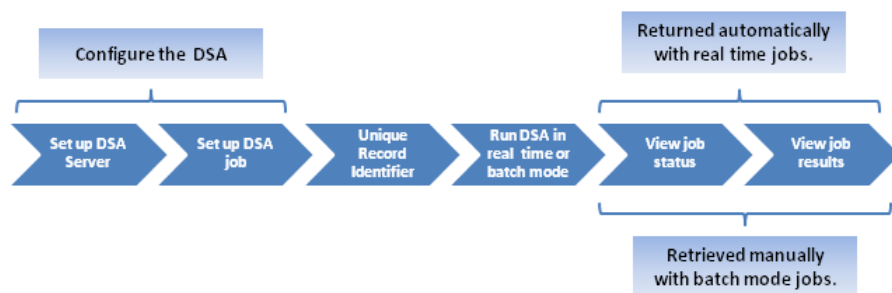 Configure the DSA
Returned automatically
with real time jobs.
Set up DSA
Server
Set up DSA
job
Unique
Record
Identifier
Run DSA in
real time or
batch mode
View job
status
View job
results
Retrieved manually
with batch mode jobs.